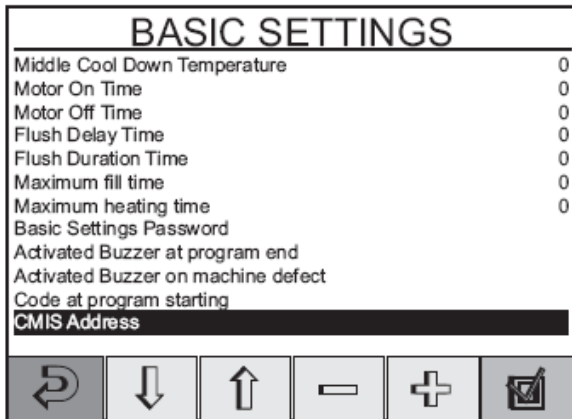 BASIC SETTINGS
Middle Cool Down Temperature 0
Motor On Time 0
Motor Off Time 0
Flush Delay Time 0
Flush Duration Time 0
Maximum fill time 0
Maximum heating time 0
Basic Settings Password
Activated Buzzer at program end
Activated Buzzer on machine defect
Code at program starting
CMIS Address